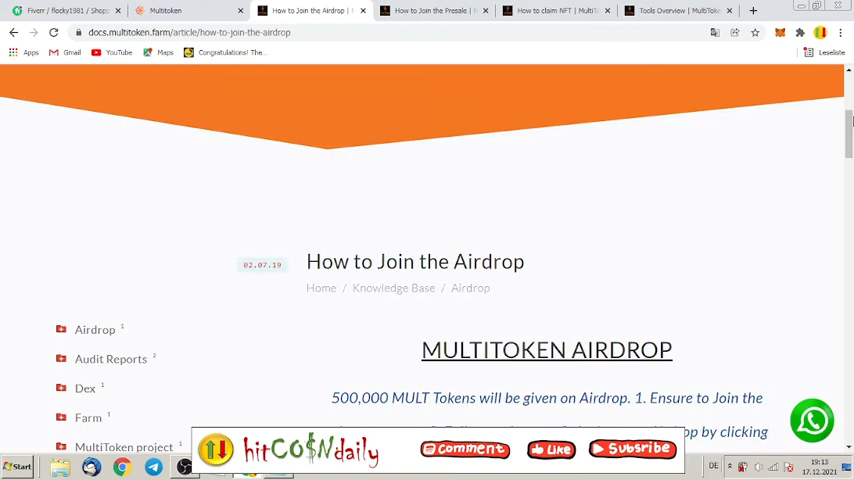 Fiverr / flocky1981 / Shopp
Multitoken
How to Join the Airdrop |
How to Join the Presale |
How to claim NFT | MultiT
Tools Overview | MultiToken
docs.multitoken.farm/article/how-to-join-the-airdrop
Apps
Gmail
YouTube
Maps
Congratulations! The...
Leseliste
02.07.19
How to Join the Airdrop
Home / Knowledge Base / Airdrop
Airdrop 1
Audit Reports 2
Dex 1
Farm 1
MultiToken project 1
MULTITOKEN AIRDROP
500,000 MULT Tokens will be given on Airdrop. 1. Ensure to Join the
op by clicking
hitCO$Ndaily
Comment
Like
Subscribe
Start
DE
19:13
17.12.2021